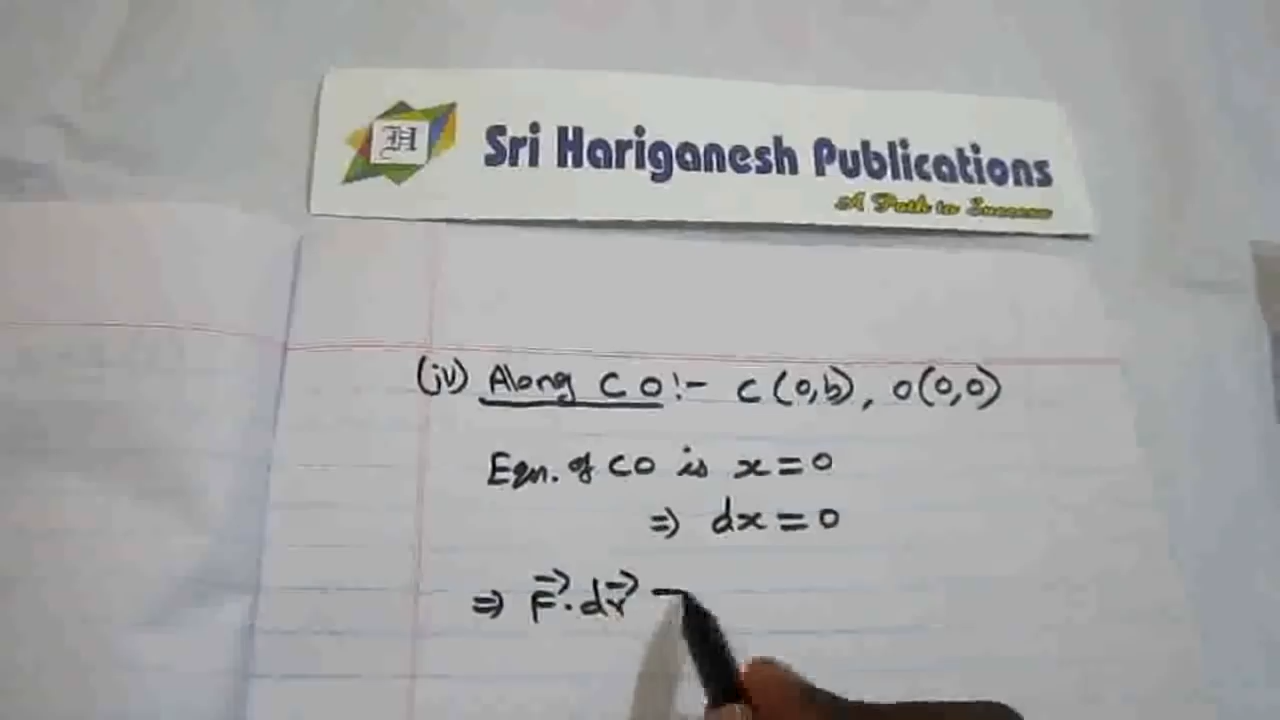 H
Sri Hariganesh Publications
A Path to Success
(iv) Along CO :- C(0,b), O(0,0)
Eqn. of CO is x = 0
⇒ dx = 0
⇒ F⃗ · dr⃗ –